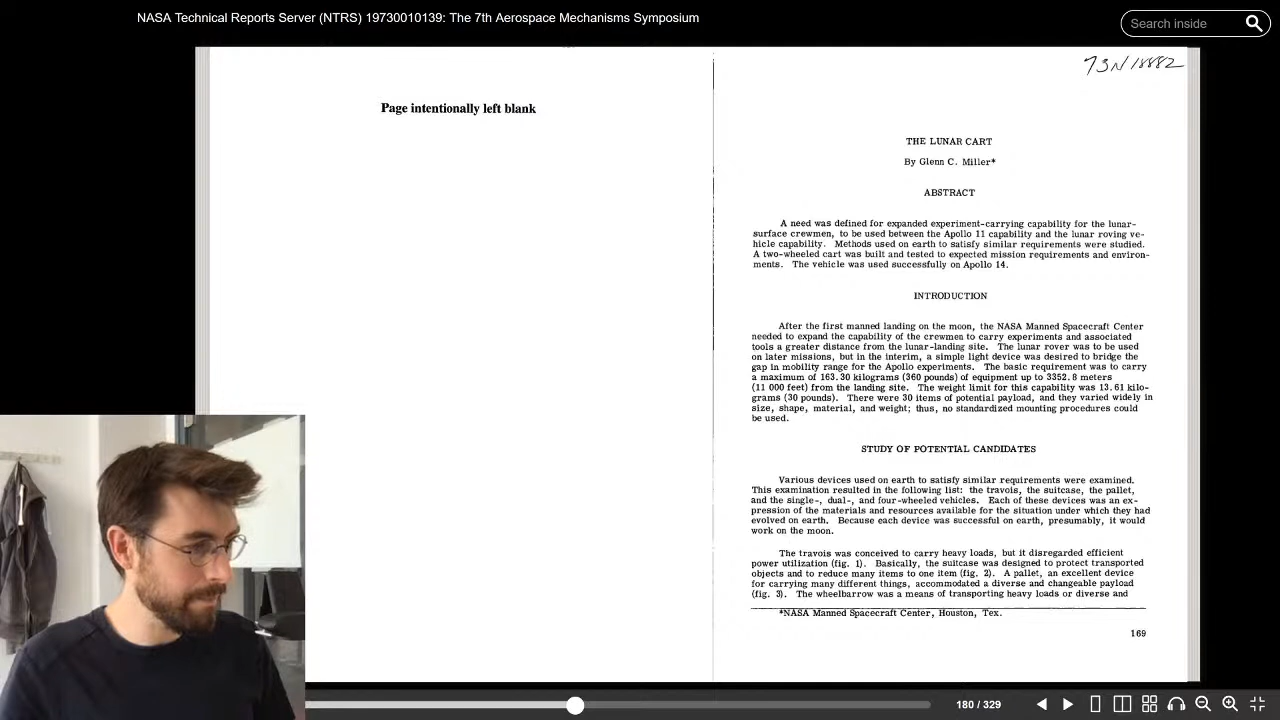 NASA Technical Reports Server (NTRS) 19730010139: The 7th Aerospace Mechanisms Symposium
Search inside
Page intentionally left blank
73N18882
THE LUNAR CART
By Glenn C. Miller*
ABSTRACT
A need was defined for expanded experiment-carrying capability for the lunar-
surface crewmen, to be used between the Apollo 11 capability and the lunar roving ve-
hicle capability. Methods used on earth to satisfy similar requirements were studied.
A two-wheeled cart was built and tested to expected mission requirements and environ-
ments. The vehicle was used successfully on Apollo 14.
INTRODUCTION
After the first manned landing on the moon, the NASA Manned Spacecraft Center
needed to expand the capability of the crewmen to carry experiments and associated
tools a greater distance from the lunar-landing site. The lunar rover was to be used
on later missions, but in the interim, a simple light device was desired to bridge the
gap in mobility range for the Apollo experiments. The basic requirement was to carry
a maximum of 163.30 kilograms (360 pounds) of equipment up to 3352.8 meters
(11 000 feet) from the landing site. The weight limit for this capability was 13.61 kilo-
grams (30 pounds). There were 30 items of potential payload, and they varied widely in
size, shape, material, and weight; thus, no standardized mounting procedures could
be used.
STUDY OF POTENTIAL CANDIDATES
Various devices used on earth to satisfy similar requirements were examined.
This examination resulted in the following list: the travois, the suitcase, the pallet,
and the single-, dual-, and four-wheeled vehicles. Each of these devices was an ex-
pression of the materials and resources available for the situation under which they had
evolved on earth. Because each device was successful on earth, presumably, it would
work on the moon.
The travois was conceived to carry heavy loads, but it disregarded efficient
power utilization (fig. 1). Basically, the suitcase was designed to protect transported
objects and to reduce many items to one item (fig. 2). A pallet, an excellent device
for carrying many different things, accommodated a diverse and changeable payload
(fig. 3). The wheelbarrow was a means of transporting heavy loads or diverse and
*NASA Manned Spacecraft Center, Houston, Tex.
169
180 / 329